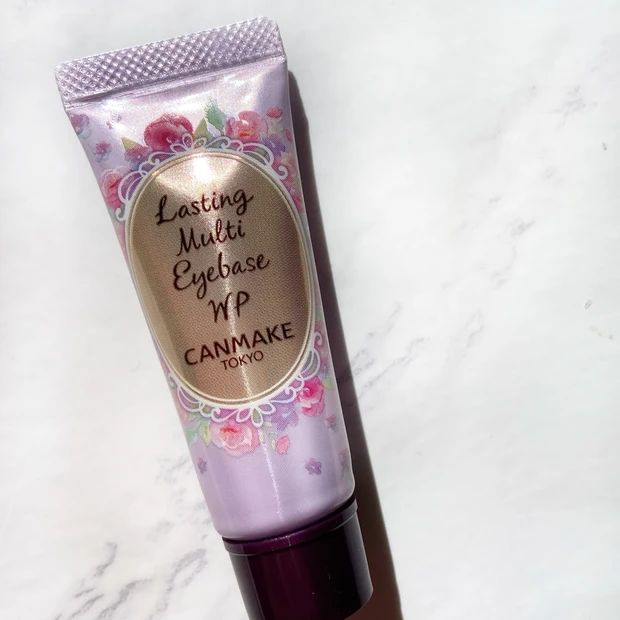 Lasting
Multi
Eyebase
WP
CANMAKE
TOKYO